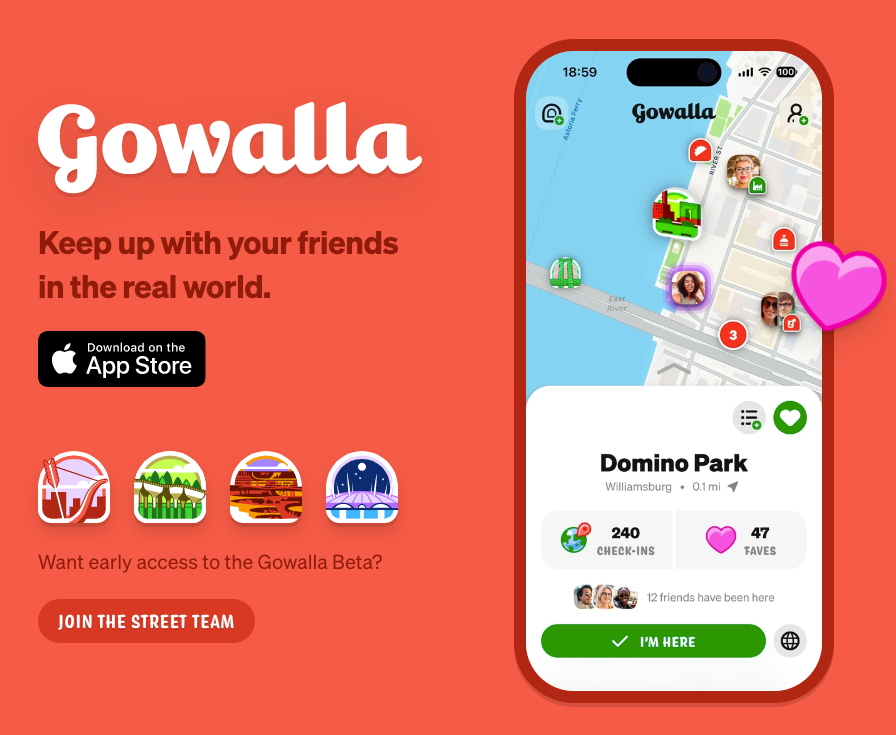 Gowalla
Keep up with your friends
in the real world.
Download on the
App Store
Want early access to the Gowalla Beta?
JOIN THE STREET TEAM
18:59
100
Gowalla
Astoria Ferry
RIVER ST
East
River
3
Domino Park
Williamsburg • 0.1 mi
240
CHECK-INS
47
FAVES
12 friends have been here
I'M HERE